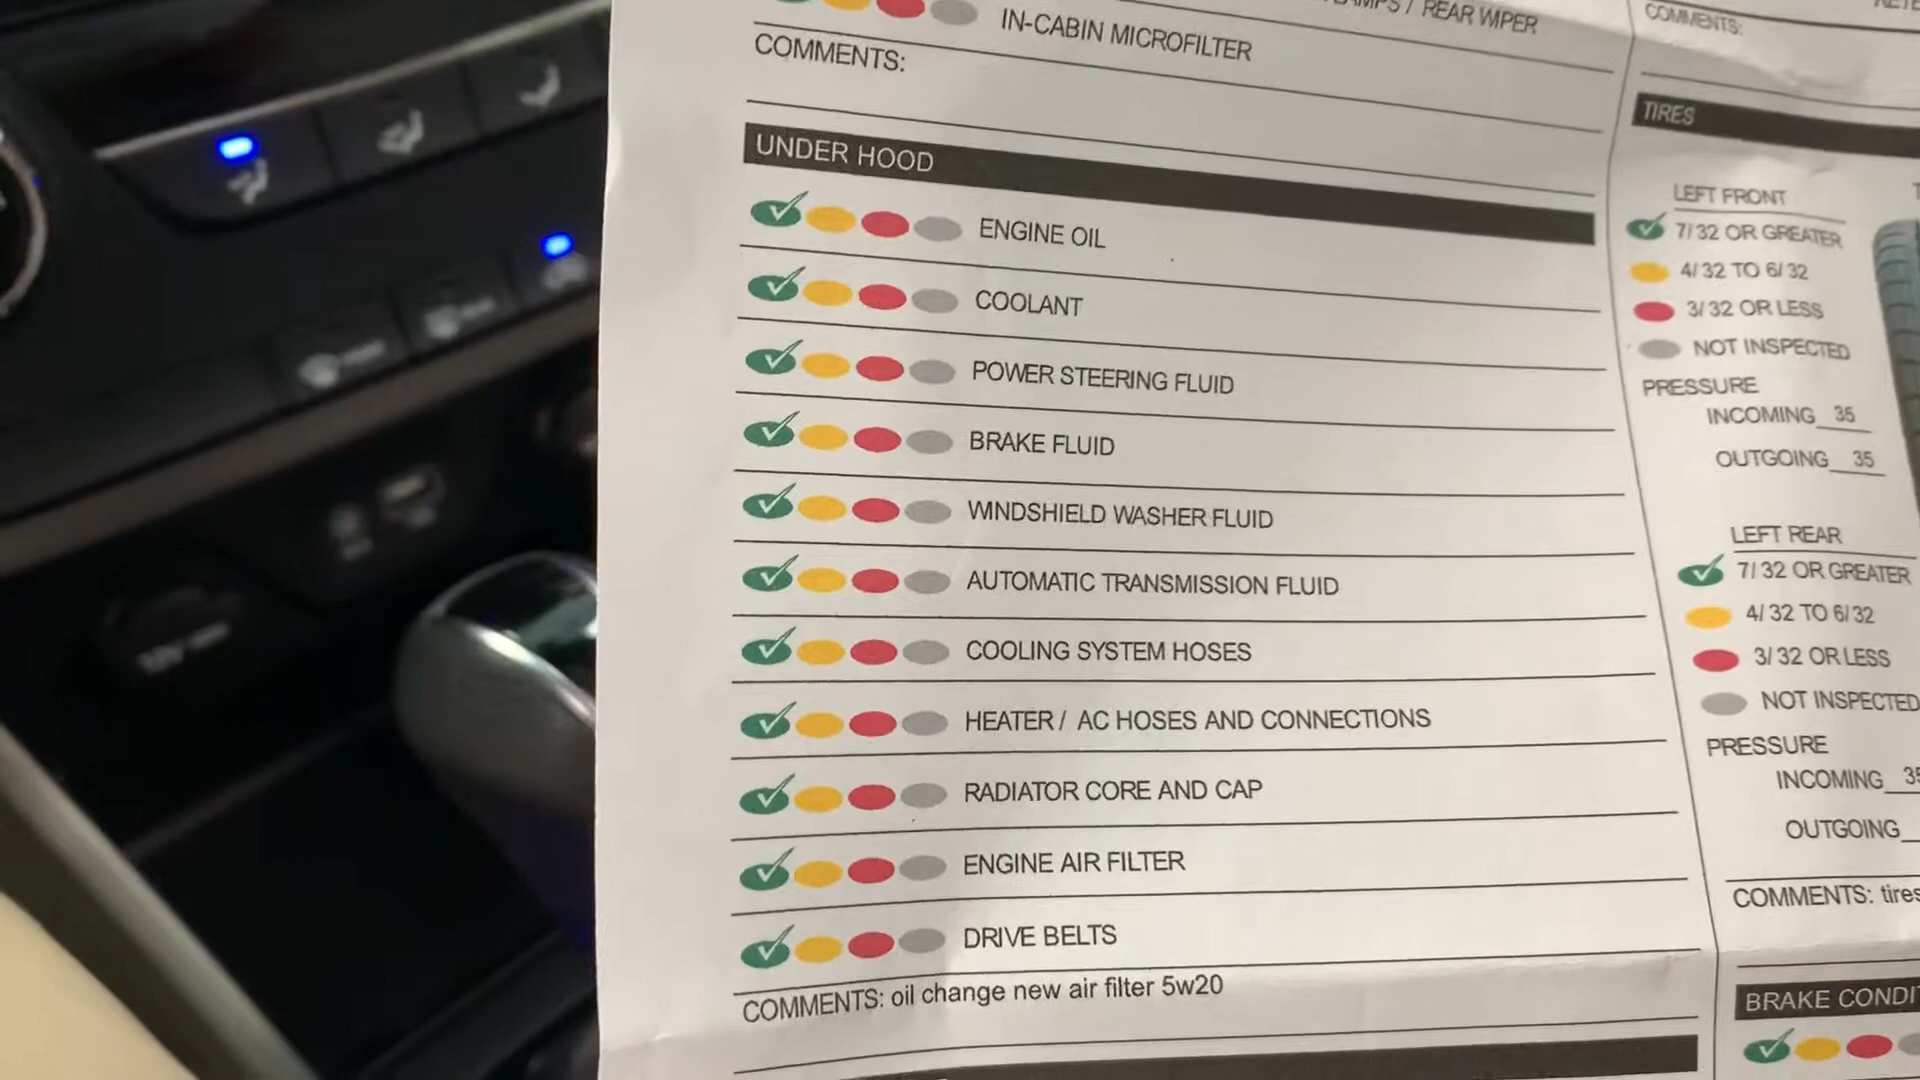 REAR WIPER
IN-CABIN MICROFILTER
COMMENTS:
UNDER HOOD
ENGINE OIL
COOLANT
POWER STEERING FLUID
BRAKE FLUID
WINDSHIELD WASHER FLUID
AUTOMATIC TRANSMISSION FLUID
COOLING SYSTEM HOSES
HEATER / AC HOSES AND CONNECTIONS
RADIATOR CORE AND CAP
ENGINE AIR FILTER
DRIVE BELTS
COMMENTS: oil change new air filter 5w20
COMMENTS:
TIRES
LEFT FRONT
7/32 OR GREATER
4/32 TO 6/32
3/32 OR LESS
NOT INSPECTED
PRESSURE
INCOMING 35
OUTGOING 35
LEFT REAR
7/32 OR GREATER
4/32 TO 6/32
3/32 OR LESS
NOT INSPECTED
PRESSURE
INCOMING
OUTGOING
COMMENTS: tires
BRAKE